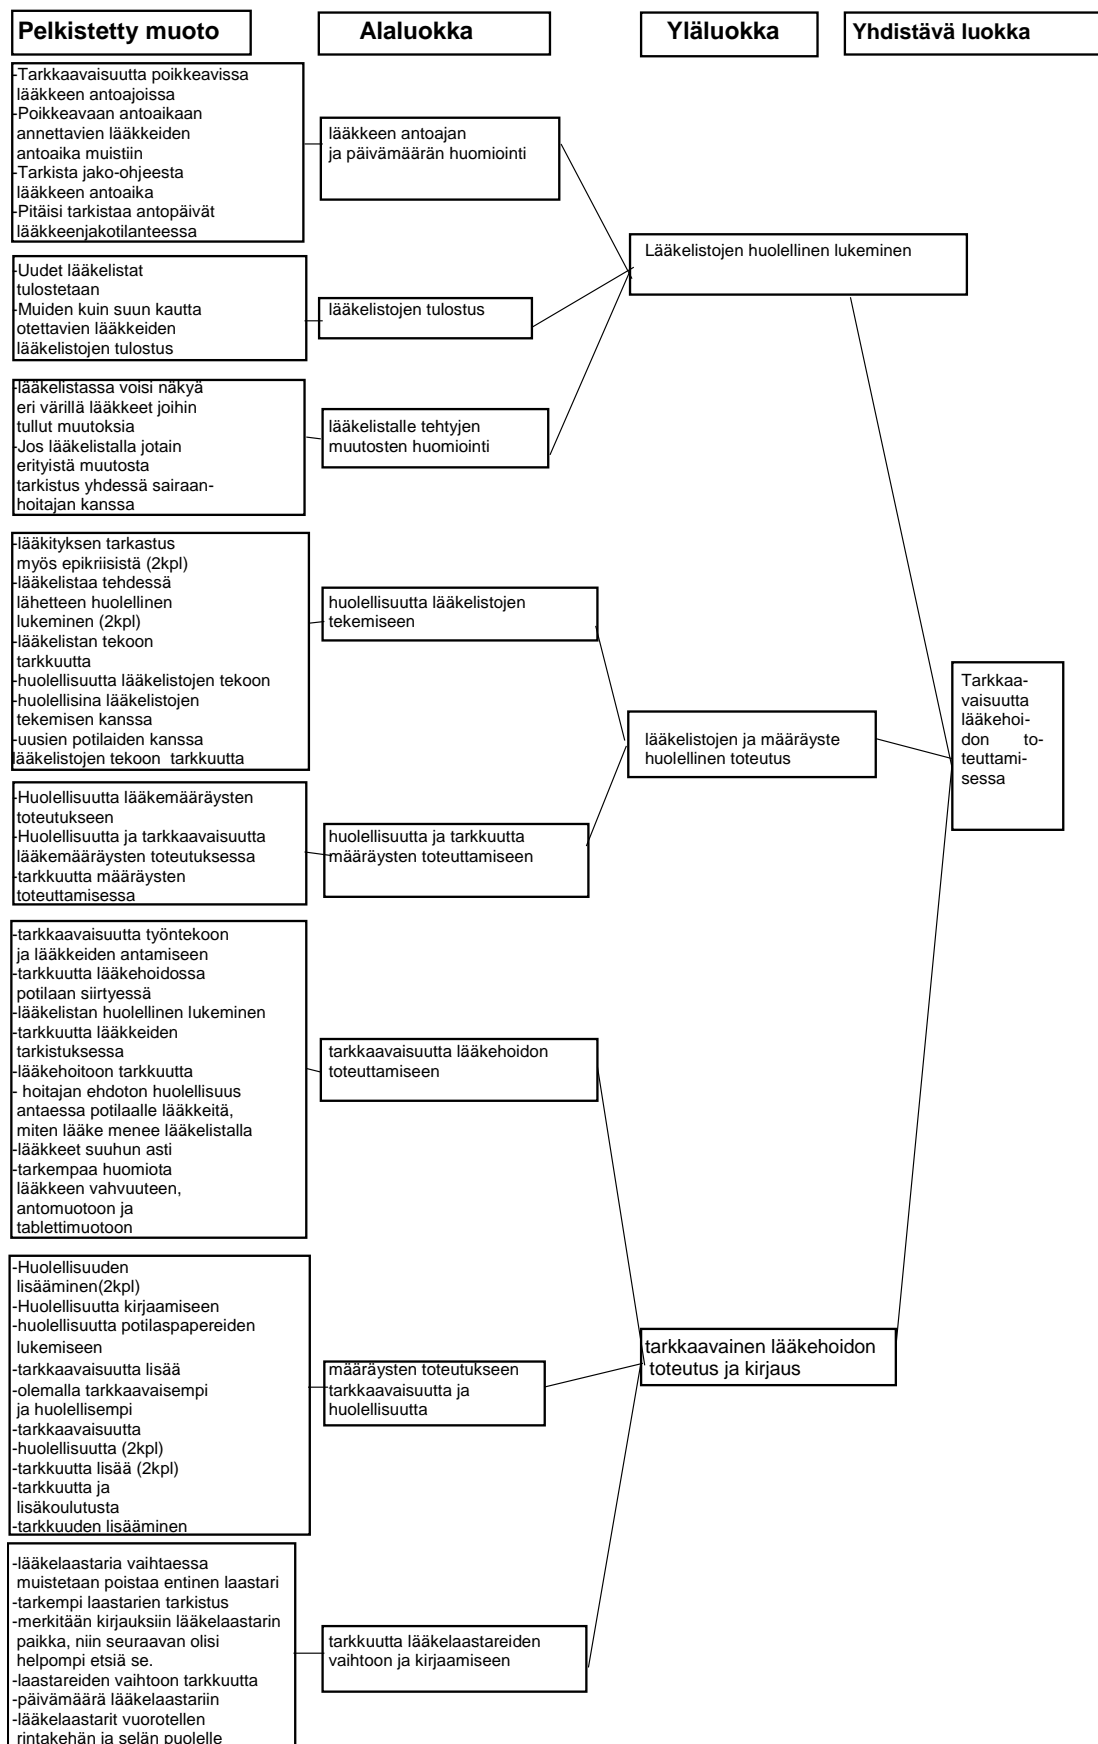 Pelkistetty muoto
Alaluokka
Yläluokka
Yhdistävä luokka
-Tarkkaavaisuutta poikkeavissa
lääkkeen antoajoissa
-Poikkeavaan antoaikaan
annettavien lääkkeiden
antoaika muistiin
-Tarkista jako-ohjeesta
lääkkeen antoaika
-Pitäisi tarkistaa antopäivät
lääkkeenjakotilanteessa
lääkkeen antoajan
ja päivämäärän huomiointi
Lääkelistojen huolellinen lukeminen
-Uudet lääkelistat
tulostetaan
-Muiden kuin suun kautta
otettavien lääkkeiden
lääkelistojen tulostus
lääkelistojen tulostus
-lääkelistassa voisi näkyä
eri värillä lääkkeet joihin
tullut muutoksia
-Jos lääkelistalla jotain
erityistä muutosta
tarkistus yhdessä sairaan-
hoitajan kanssa
lääkelistalle tehtyjen
muutosten huomiointi
-lääkityksen tarkastus
myös epikriisistä (2kpl)
-lääkelistaa tehdessä
lähetteen huolellinen
lukeminen (2kpl)
-lääkelistan tekoon
tarkkuutta
-huolellisuutta lääkelistojen tekoon
-huolellisina lääkelistojen
tekemisen kanssa
-uusien potilaiden kanssa
lääkelistojen tekoon tarkkuutta
huolellisuutta lääkelistojen
tekemiseen
lääkelistojen ja määräyste
huolellinen toteutus
Tarkkaa-
vaisuutta
lääkehoi-
don to-
teuttami-
sessa
-Huolellisuutta lääkemääräysten
toteutukseen
-Huolellisuutta ja tarkkaavaisuutta
lääkemääräysten toteutuksessa
-tarkkuutta määräysten
toteuttamisessa
huolellisuutta ja tarkkuutta
määräysten toteuttamiseen
-tarkkaavaisuutta työntekoon
ja lääkkeiden antamiseen
-tarkkuutta lääkehoidossa
potilaan siirtyessä
-lääkelistan huolellinen lukeminen
-tarkkuutta lääkkeiden
tarkistuksessa
-lääkehoitoon tarkkuutta
- hoitajan ehdoton huolellisuus
antaessa potilaalle lääkkeitä,
miten lääke menee lääkelistalla
-lääkkeet suuhun asti
-tarkempaa huomiota
lääkkeen vahvuuteen,
antomuotoon ja
tablettimuotoon
tarkkaavaisuutta lääkehoidon
toteuttamiseen
-Huolellisuuden
lisääminen(2kpl)
-Huolellisuutta kirjaamiseen
-huolellisuutta potilaspapereiden
lukemiseen
-tarkkaavaisuutta lisää
-olemalla tarkkaavaisempi
ja huolellisempi
-tarkkaavaisuutta
-huolellisuutta (2kpl)
-tarkkuutta lisää (2kpl)
-tarkkuutta ja
lisäkoulutusta
-tarkkuuden lisääminen
määräysten toteutukseen
tarkkaavaisuutta ja
huolellisuutta
tarkkaavainen lääkehoidon
toteutus ja kirjaus
-lääkelaastaria vaihtaessa
muistetaan poistaa entinen laastari
-tarkempi laastarien tarkistus
-merkitään kirjauksiin lääkelaastarin
paikka, niin seuraavan olisi
helpompi etsiä se.
-laastareiden vaihtoon tarkkuutta
-päivämäärä lääkelaastariin
-lääkelaastarit vuorotellen
rintakehän ja selän puolelle
tarkkuutta lääkelaastareiden
vaihtoon ja kirjaamiseen